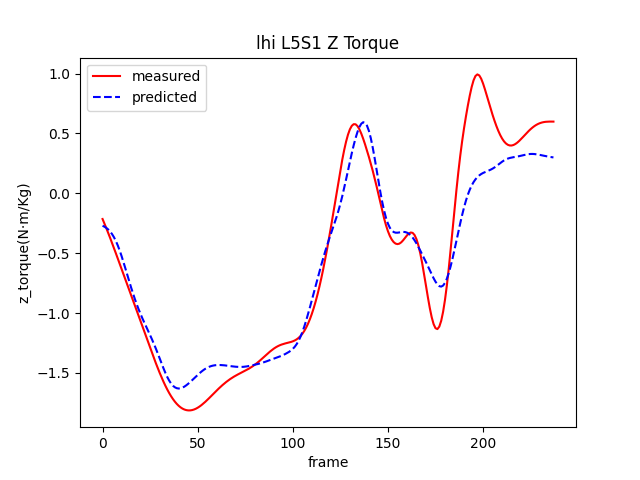 lhi L5S1 Z Torque
measured
predicted
1.0
0.5
0.0
−0.5
−1.0
−1.5
z_torque(N·m/Kg)
0 50 100 150 200
frame